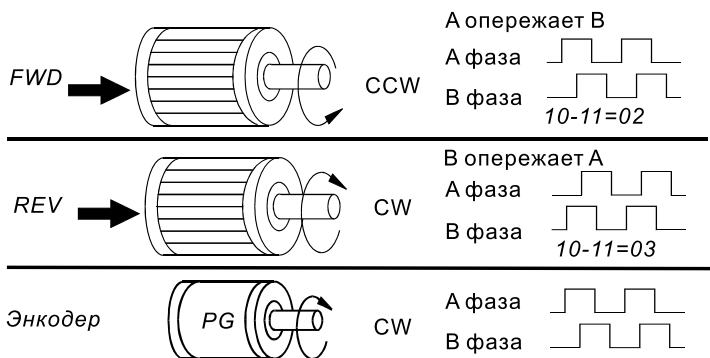 А опережает В
А фаза
FWD
CCW
В фаза
10-11=02
В опережает А
А фаза
REV
CW
В фаза
10-11=03
А фаза
Энкодер
PG
CW
В фаза